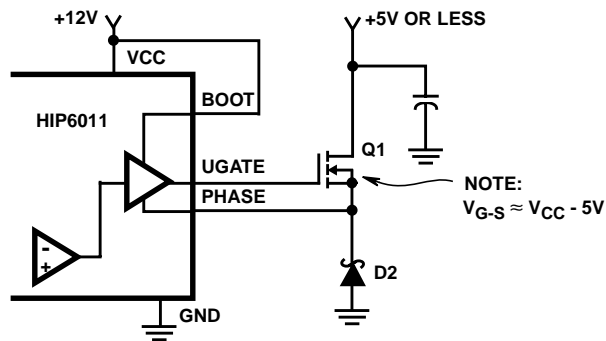 +12V
+5V OR LESS
VCC
BOOT
HIP6011
Q1
UGATE
NOTE:
PHASE
VG-S ≈ VCC - 5V
-
+
D2
GND